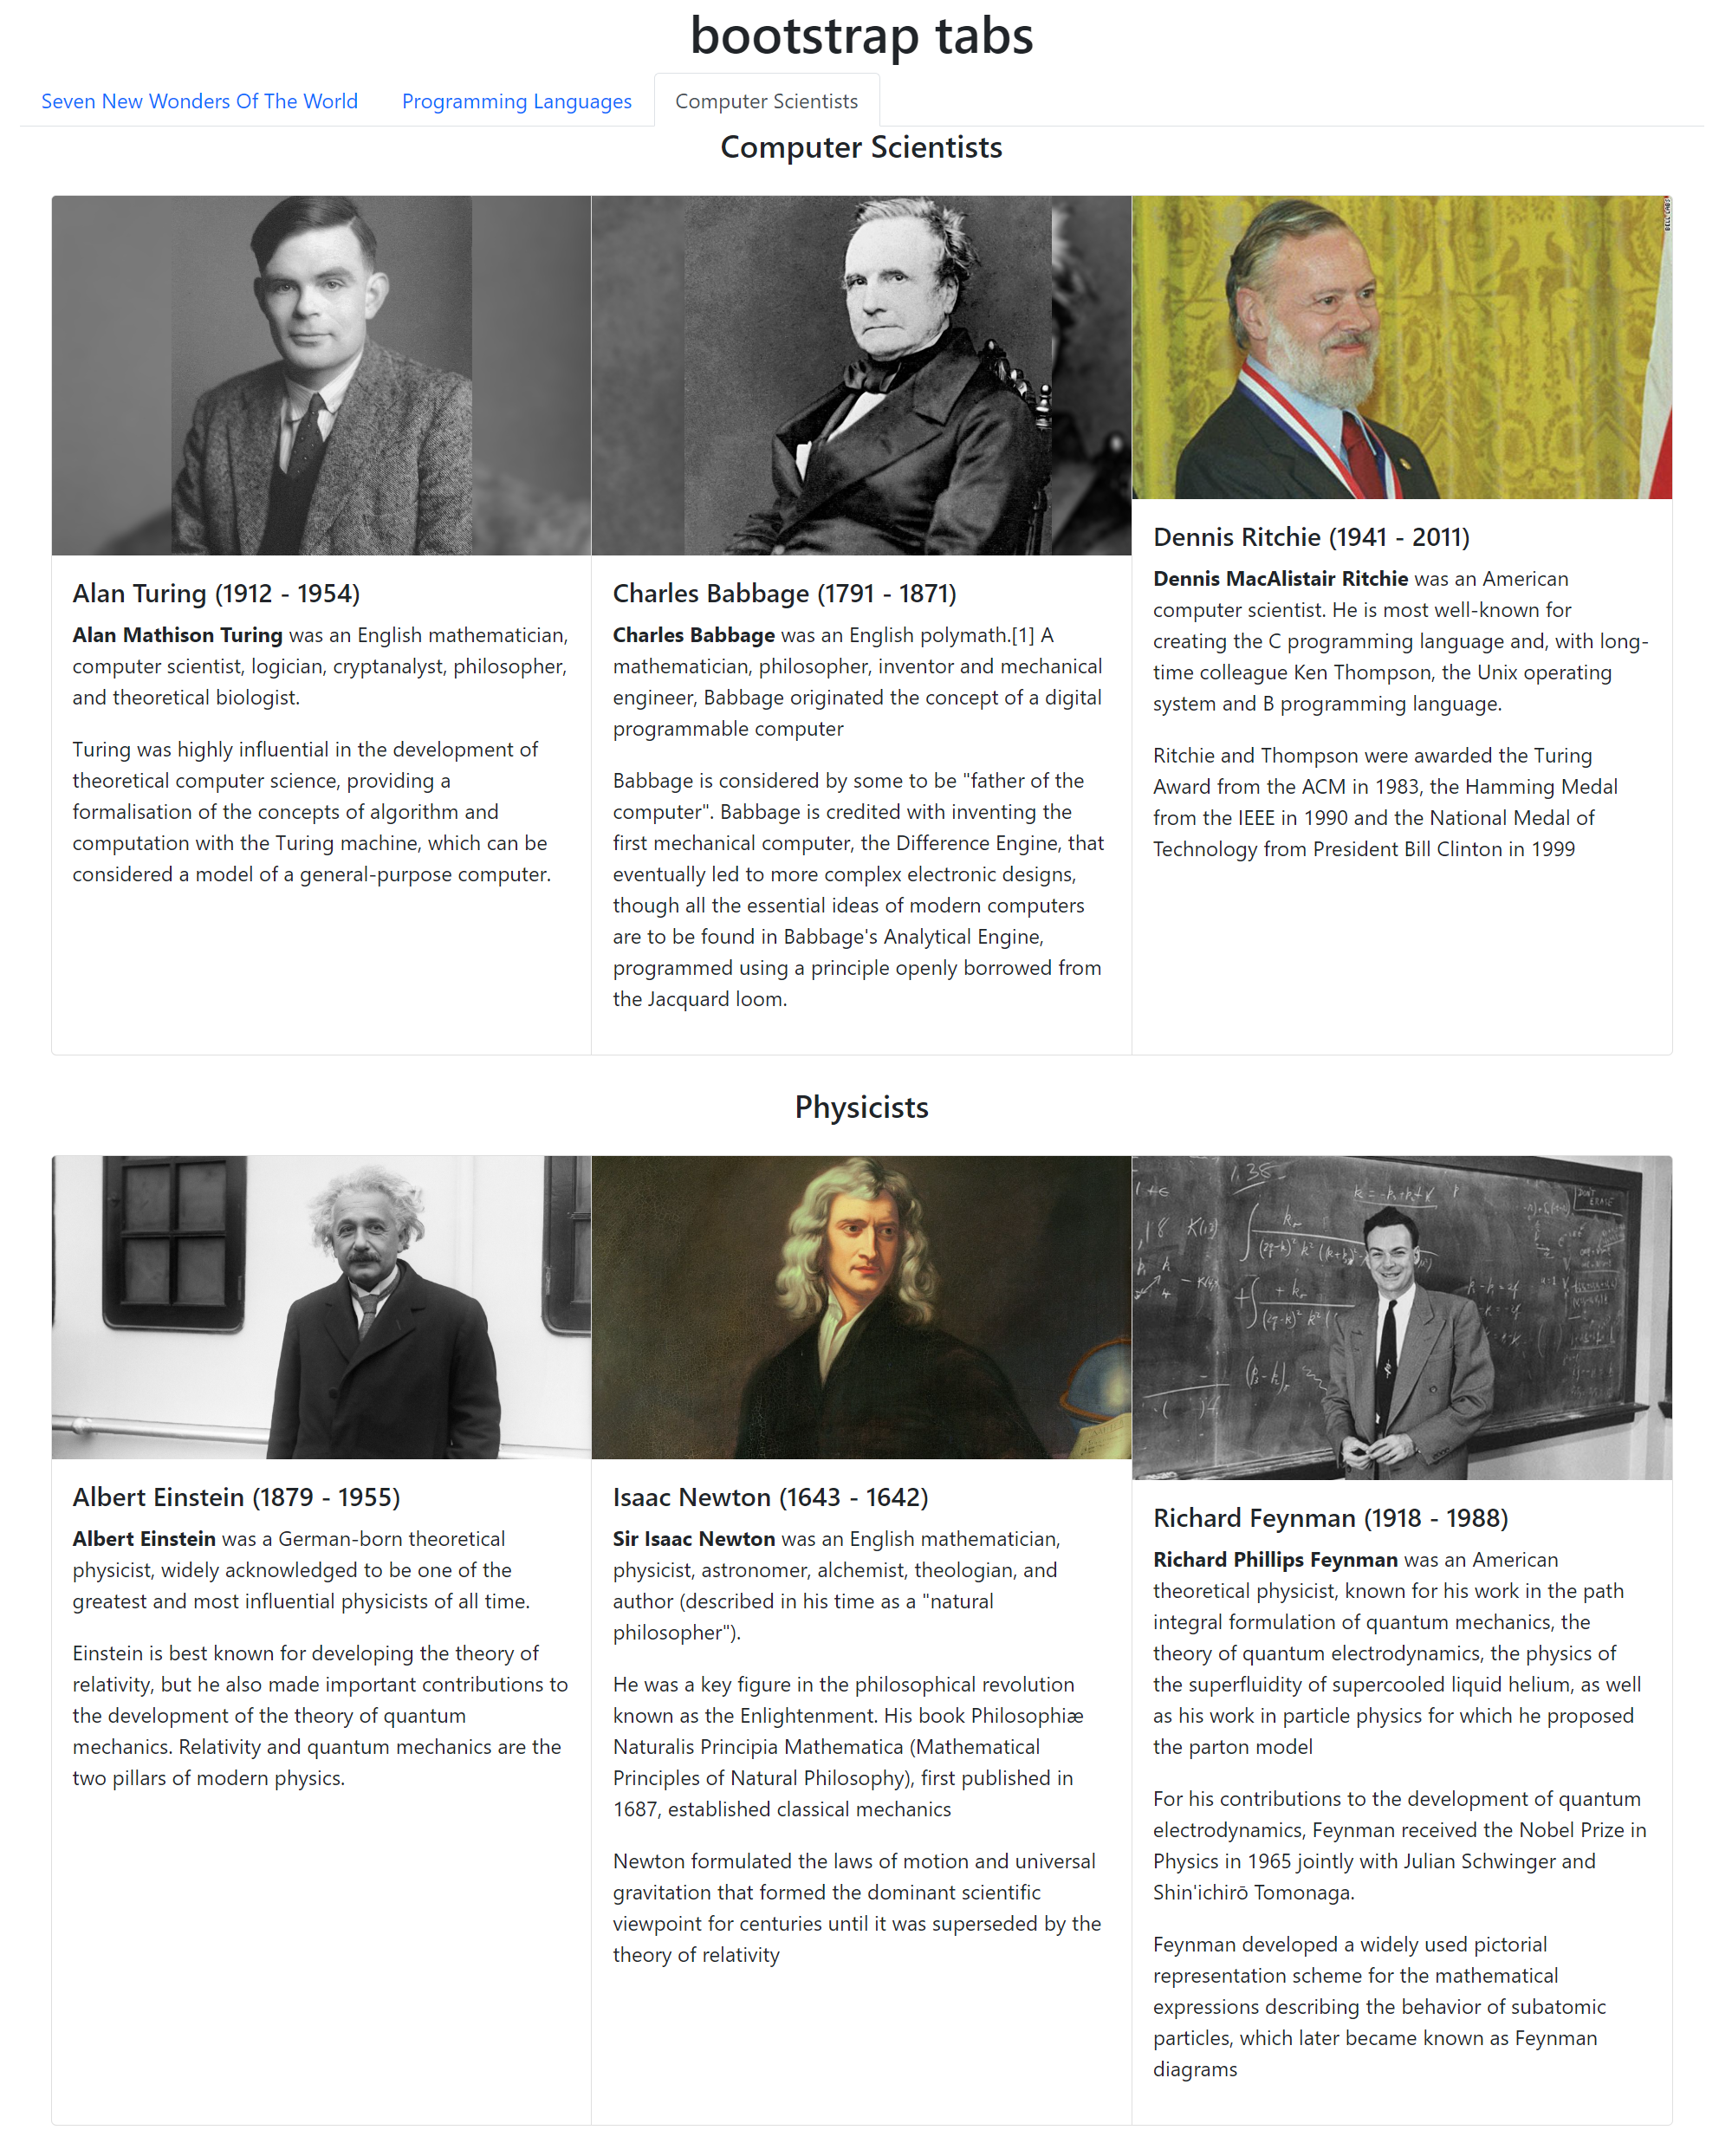 bootstrap tabs
Seven New Wonders Of The World
Programming Languages
Computer Scientists
Computer Scientists
BELL LABS
Alan Turing (1912 - 1954)
Alan Mathison Turing was an English mathematician,
computer scientist, logician, cryptanalyst, philosopher,
and theoretical biologist.
Turing was highly influential in the development of
theoretical computer science, providing a
formalisation of the concepts of algorithm and
computation with the Turing machine, which can be
considered a model of a general-purpose computer.
Charles Babbage (1791 - 1871)
Charles Babbage was an English polymath.[1] A
mathematician, philosopher, inventor and mechanical
engineer, Babbage originated the concept of a digital
programmable computer
Babbage is considered by some to be "father of the
computer". Babbage is credited with inventing the
first mechanical computer, the Difference Engine, that
eventually led to more complex electronic designs,
though all the essential ideas of modern computers
are to be found in Babbage's Analytical Engine,
programmed using a principle openly borrowed from
the Jacquard loom.
Dennis Ritchie (1941 - 2011)
Dennis MacAlistair Ritchie was an American
computer scientist. He is most well-known for
creating the C programming language and, with long-
time colleague Ken Thompson, the Unix operating
system and B programming language.
Ritchie and Thompson were awarded the Turing
Award from the ACM in 1983, the Hamming Medal
from the IEEE in 1990 and the National Medal of
Technology from President Bill Clinton in 1999
Physicists
DON'T
ERASE
Albert Einstein (1879 - 1955)
Albert Einstein was a German-born theoretical
physicist, widely acknowledged to be one of the
greatest and most influential physicists of all time.
Einstein is best known for developing the theory of
relativity, but he also made important contributions to
the development of the theory of quantum
mechanics. Relativity and quantum mechanics are the
two pillars of modern physics.
Isaac Newton (1643 - 1642)
Sir Isaac Newton was an English mathematician,
physicist, astronomer, alchemist, theologian, and
author (described in his time as a "natural
philosopher").
He was a key figure in the philosophical revolution
known as the Enlightenment. His book Philosophiæ
Naturalis Principia Mathematica (Mathematical
Principles of Natural Philosophy), first published in
1687, established classical mechanics
Newton formulated the laws of motion and universal
gravitation that formed the dominant scientific
viewpoint for centuries until it was superseded by the
theory of relativity
Richard Feynman (1918 - 1988)
Richard Phillips Feynman was an American
theoretical physicist, known for his work in the path
integral formulation of quantum mechanics, the
theory of quantum electrodynamics, the physics of
the superfluidity of supercooled liquid helium, as well
as his work in particle physics for which he proposed
the parton model
For his contributions to the development of quantum
electrodynamics, Feynman received the Nobel Prize in
Physics in 1965 jointly with Julian Schwinger and
Shin'ichirō Tomonaga.
Feynman developed a widely used pictorial
representation scheme for the mathematical
expressions describing the behavior of subatomic
particles, which later became known as Feynman
diagrams